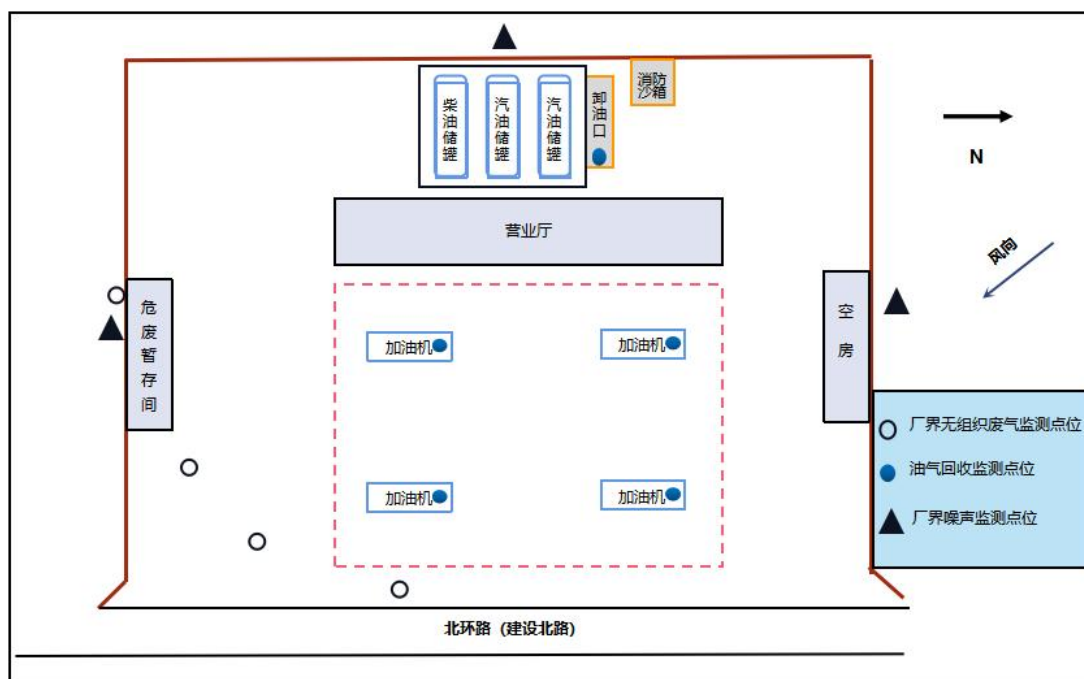 消防
沙箱
柴油储罐
汽油储罐
汽油储罐
卸油口
N
营业厅
风向
危废暂存间
空房
加油机
加油机
加油机
加油机
厂界无组织废气监测点位
油气回收监测点位
厂界噪声监测点位
北环路（建设北路）